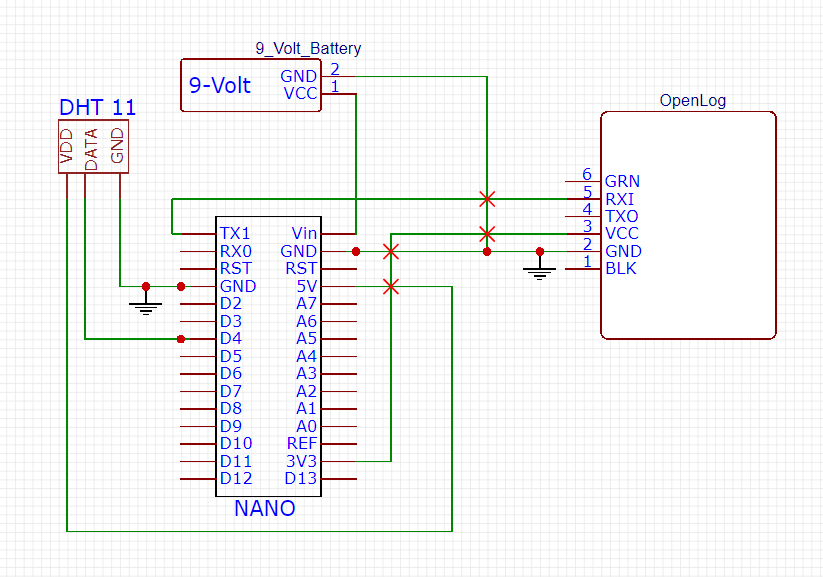 9_Volt_Battery
9-Volt
GND 2
VCC 1
DHT 11
VDD
DATA
GND
OpenLog
6 GRN
5 RXI
4 TXO
3 VCC
2 GND
1 BLK
TX1 Vin
RX0 GND
RST RST
GND 5V
D2 A7
D3 A6
D4 A5
D5 A4
D6 A3
D7 A2
D8 A1
D9 A0
D10 REF
D11 3V3
D12 D13
NANO